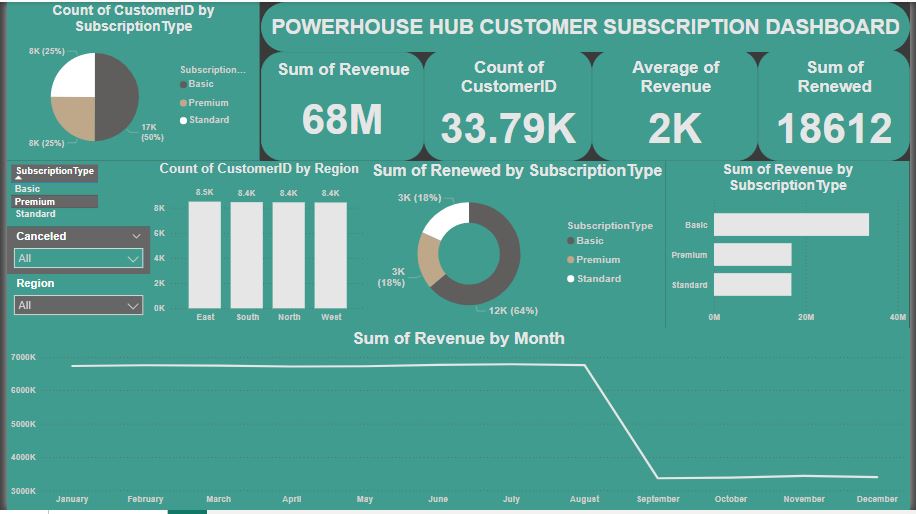 Count of CustomerID by
SubscriptionType
8K (25%)
8K (25%)
17K
(50%)
Subscription...
Basic
Premium
Standard
POWERHOUSE HUB CUSTOMER SUBSCRIPTION DASHBOARD
Sum of Revenue
68M
Count of
CustomerID
33.79K
Average of
Revenue
2K
Sum of
Renewed
18612
SubscriptionType
Basic
Premium
Standard
Canceled
All
Region
All
Count of CustomerID by Region
8K
6K
4K
2K
0K
8.5K
8.4K
8.4K
8.4K
East
South
North
West
Sum of Renewed by SubscriptionType
3K (18%)
3K
(18%)
12K (64%)
SubscriptionType
Basic
Premium
Standard
Sum of Revenue by
SubscriptionType
Basic
Premium
Standard
0M
20M
40M
Sum of Revenue by Month
7000K
6000K
5000K
4000K
3000K
January
February
March
April
May
June
July
August
September
October
November
December